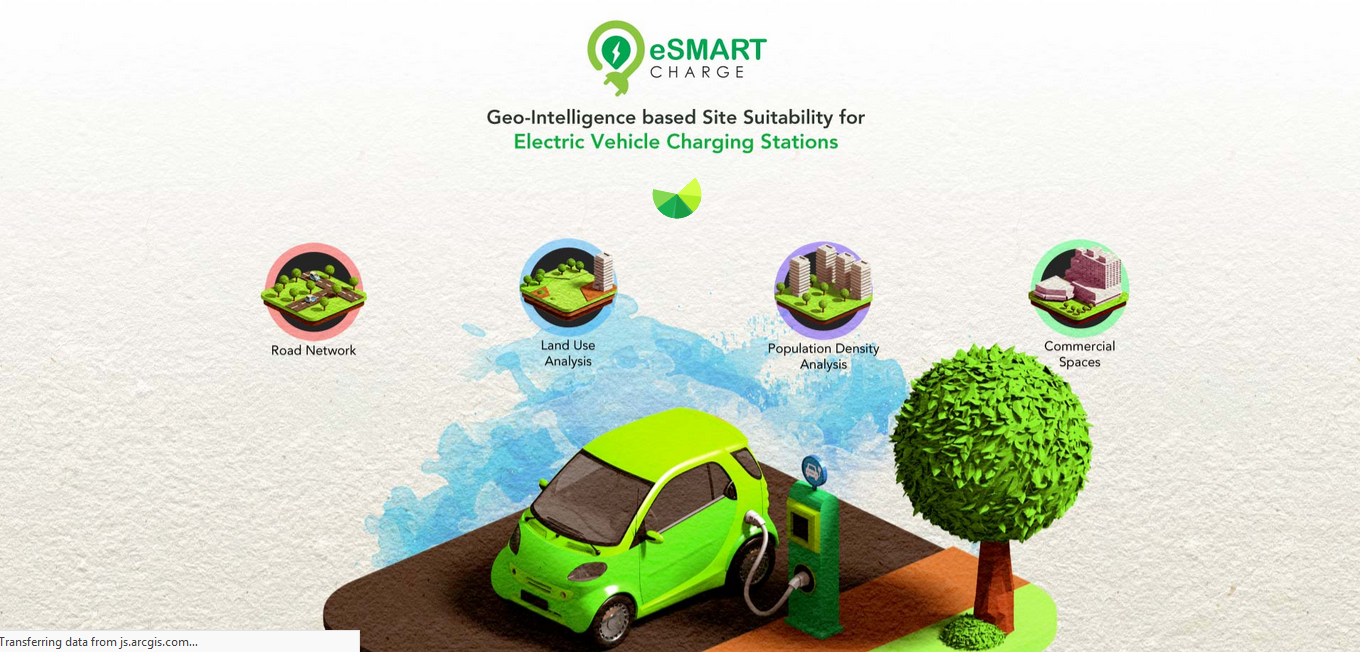 eSMART
CHARGE
Geo-Intelligence based Site Suitability for
Electric Vehicle Charging Stations
Road Network
Land Use
Analysis
Population Density
Analysis
Commercial
Spaces
Transferring data from js.arcgis.com...